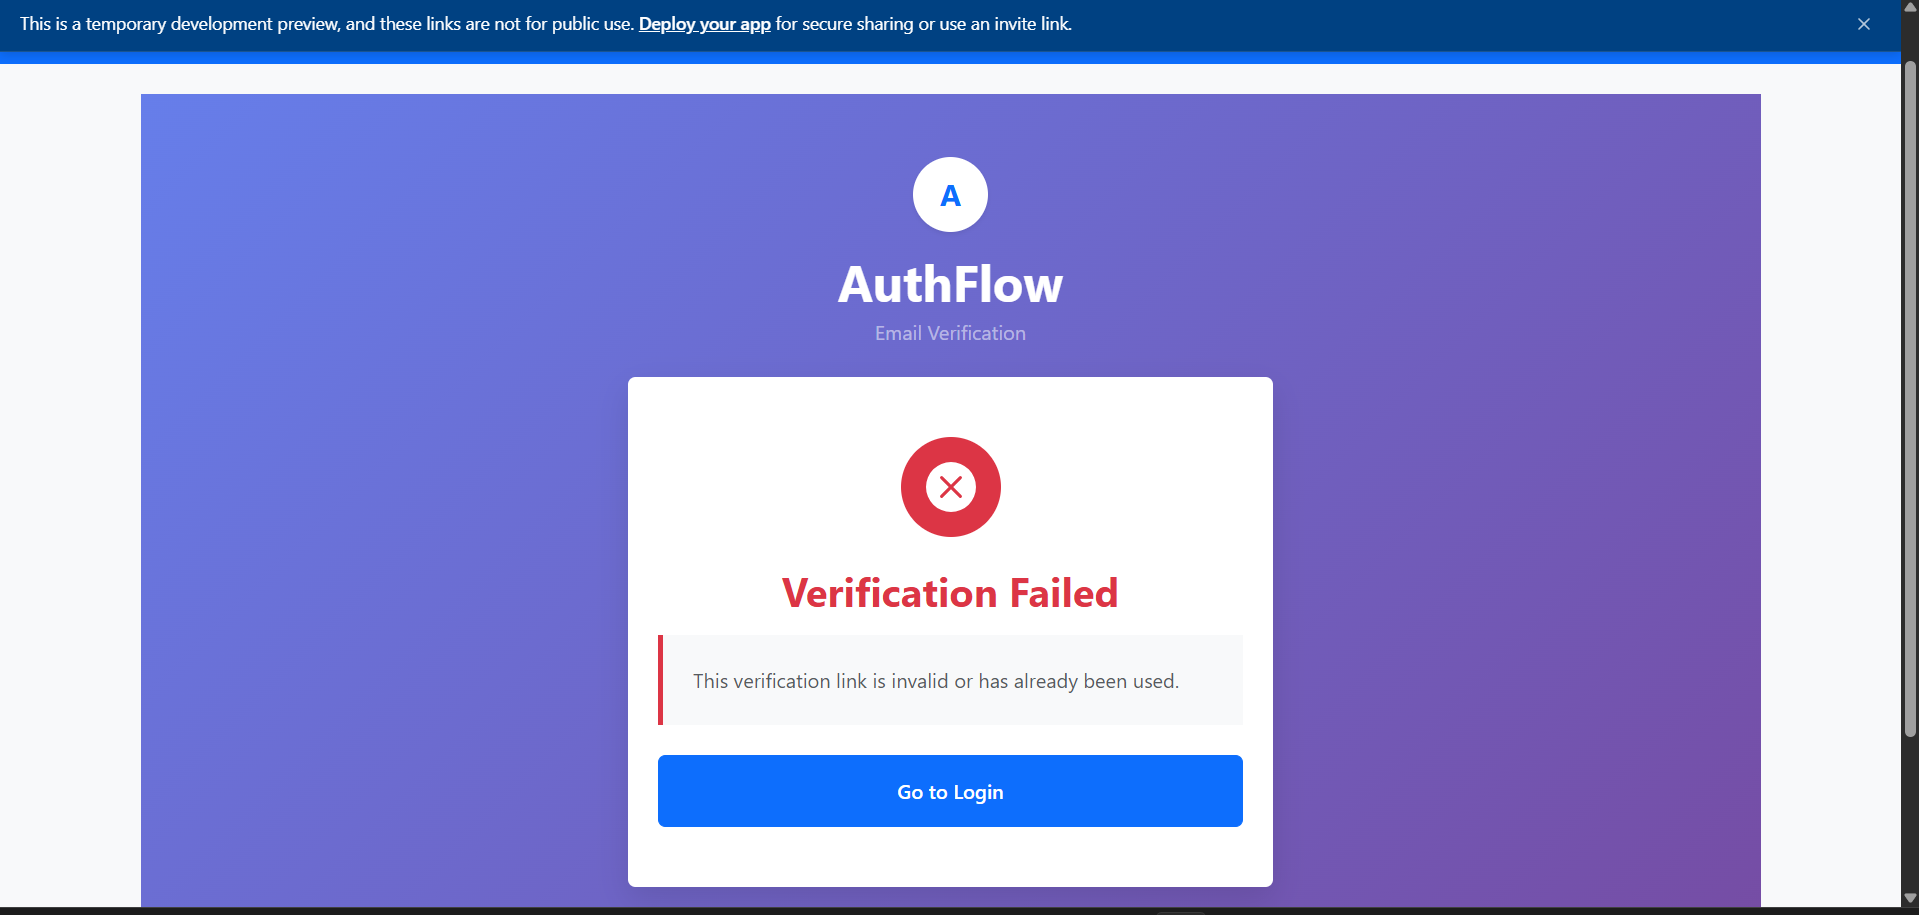 This is a temporary development preview, and these links are not for public use. Deploy your app for secure sharing or use an invite link.
A
AuthFlow
Email Verification
Verification Failed
This verification link is invalid or has already been used.
Go to Login